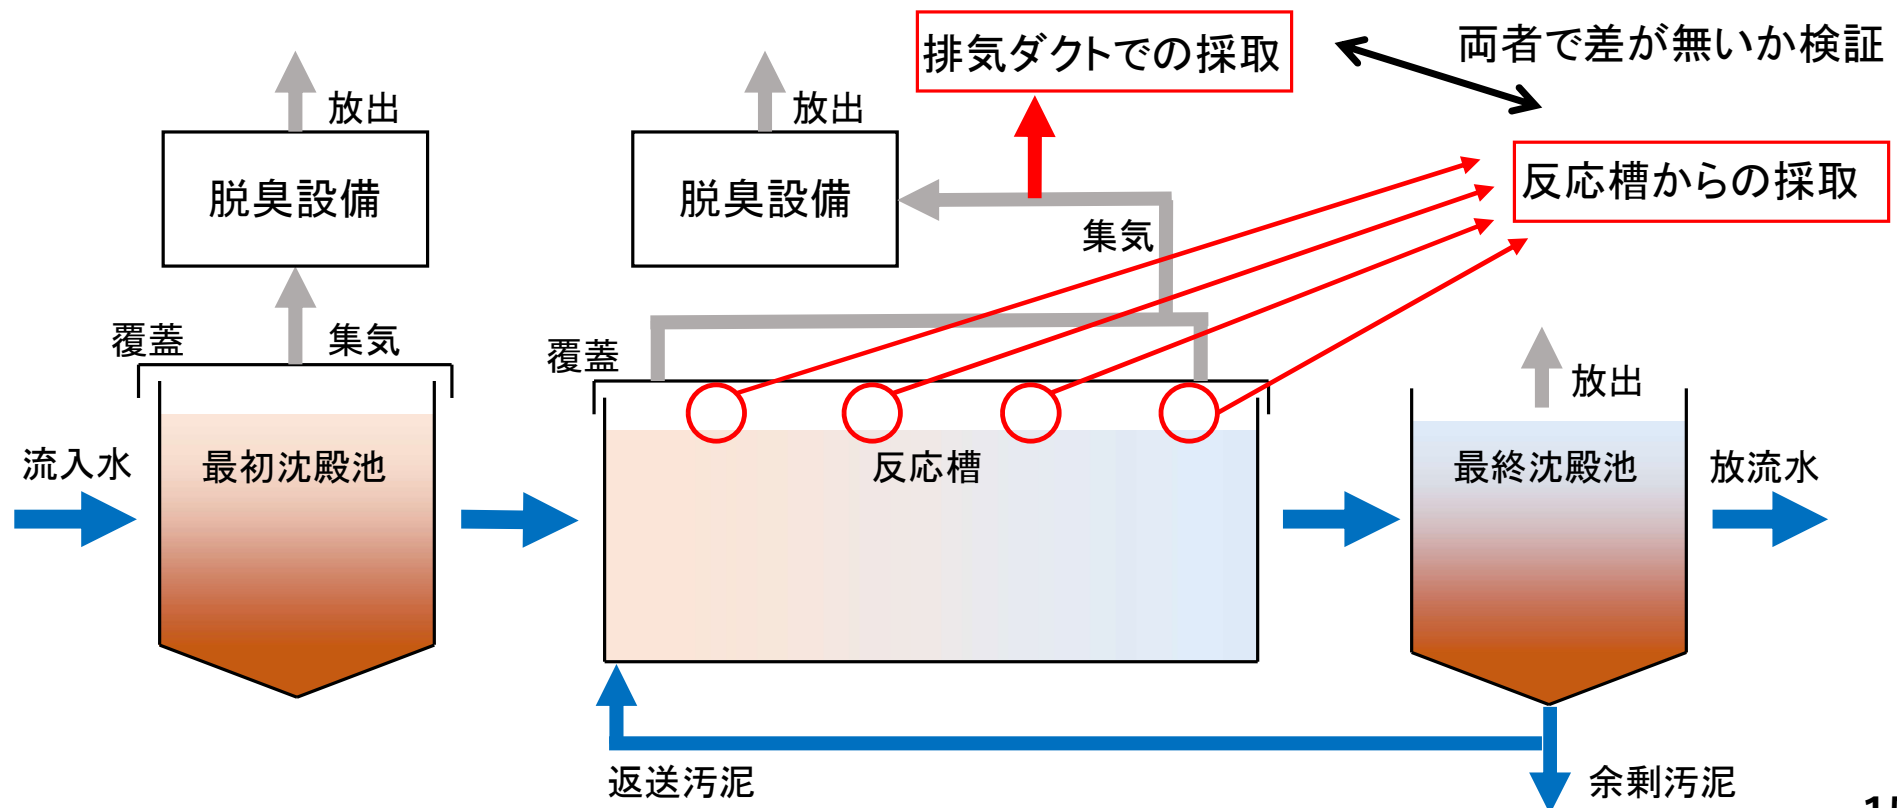 排気ダクトでの採取
両者で差が無いか検証
放出
放出
脱臭設備
脱臭設備
反応槽からの採取
集気
覆蓋
集気
覆蓋
放出
流入水
最初沈殿池
反応槽
最終沈殿池
放流水
返送汚泥
余剰汚泥